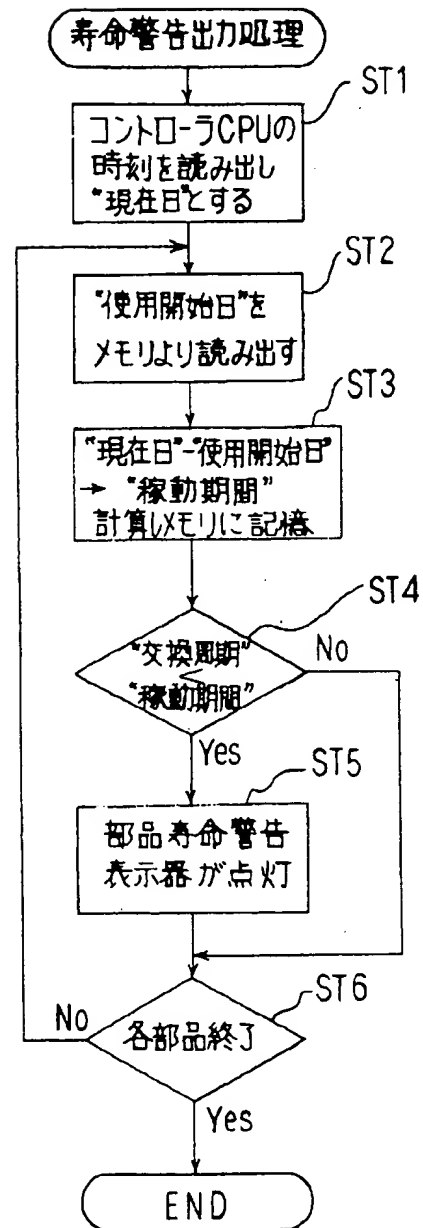 寿命警告出力処理
ST1
コントローラCPUの
時刻を読み出し
"現在日"とする
ST2
"使用開始日"を
メモリより読み出す
ST3
"現在日"-"使用開始日"
→ "稼動期間"
計算しメモリに記憶
ST4
"交換周期"
<
"稼動期間"
No
Yes
ST5
部品寿命警告
表示器が点灯
ST6
No
各部品終了
Yes
END